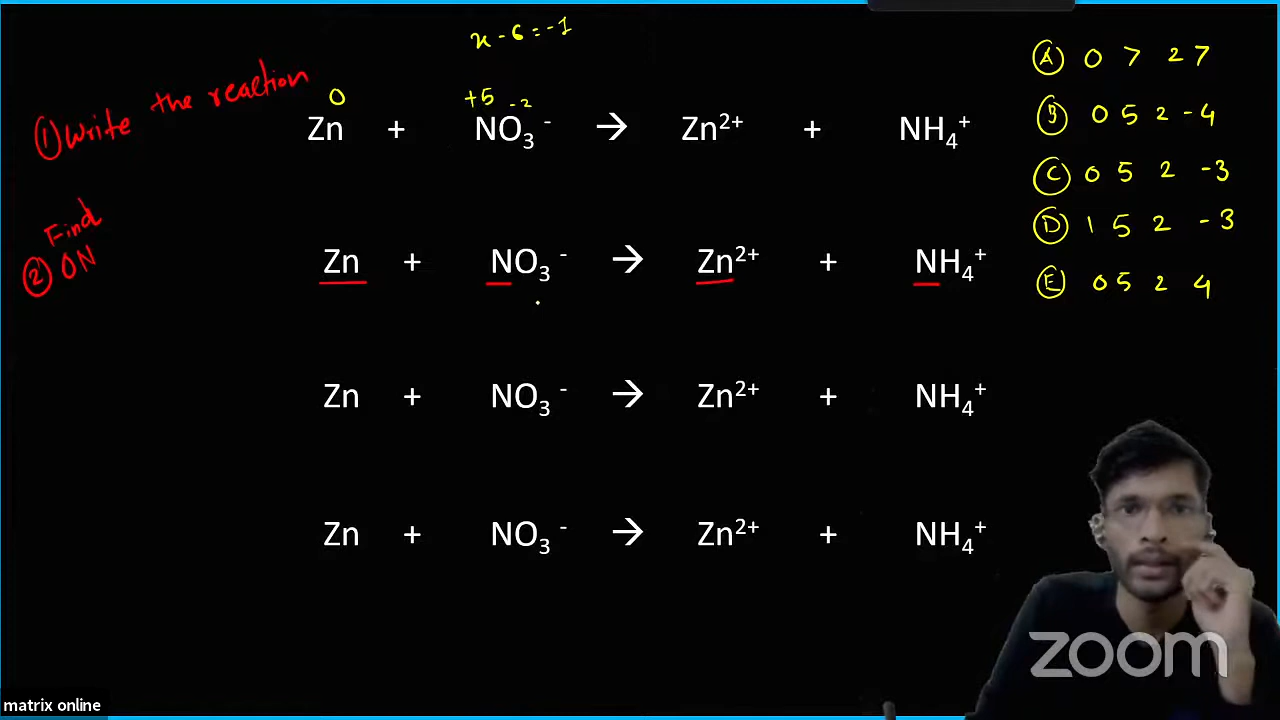 x - 6 = -1
① Write the reaction
0
+5 -2
Zn + NO₃⁻ → Zn²⁺ + NH₄⁺
② Find
ON
Zn + NO₃⁻ → Zn²⁺ + NH₄⁺
Zn + NO₃⁻ → Zn²⁺ + NH₄⁺
Zn + NO₃⁻ → Zn²⁺ + NH₄⁺
Ⓐ 0 7 2 7
Ⓑ 0 5 2 -4
Ⓒ 0 5 2 -3
Ⓓ 1 5 2 -3
Ⓔ 0 5 2 4
zoom
matrix online